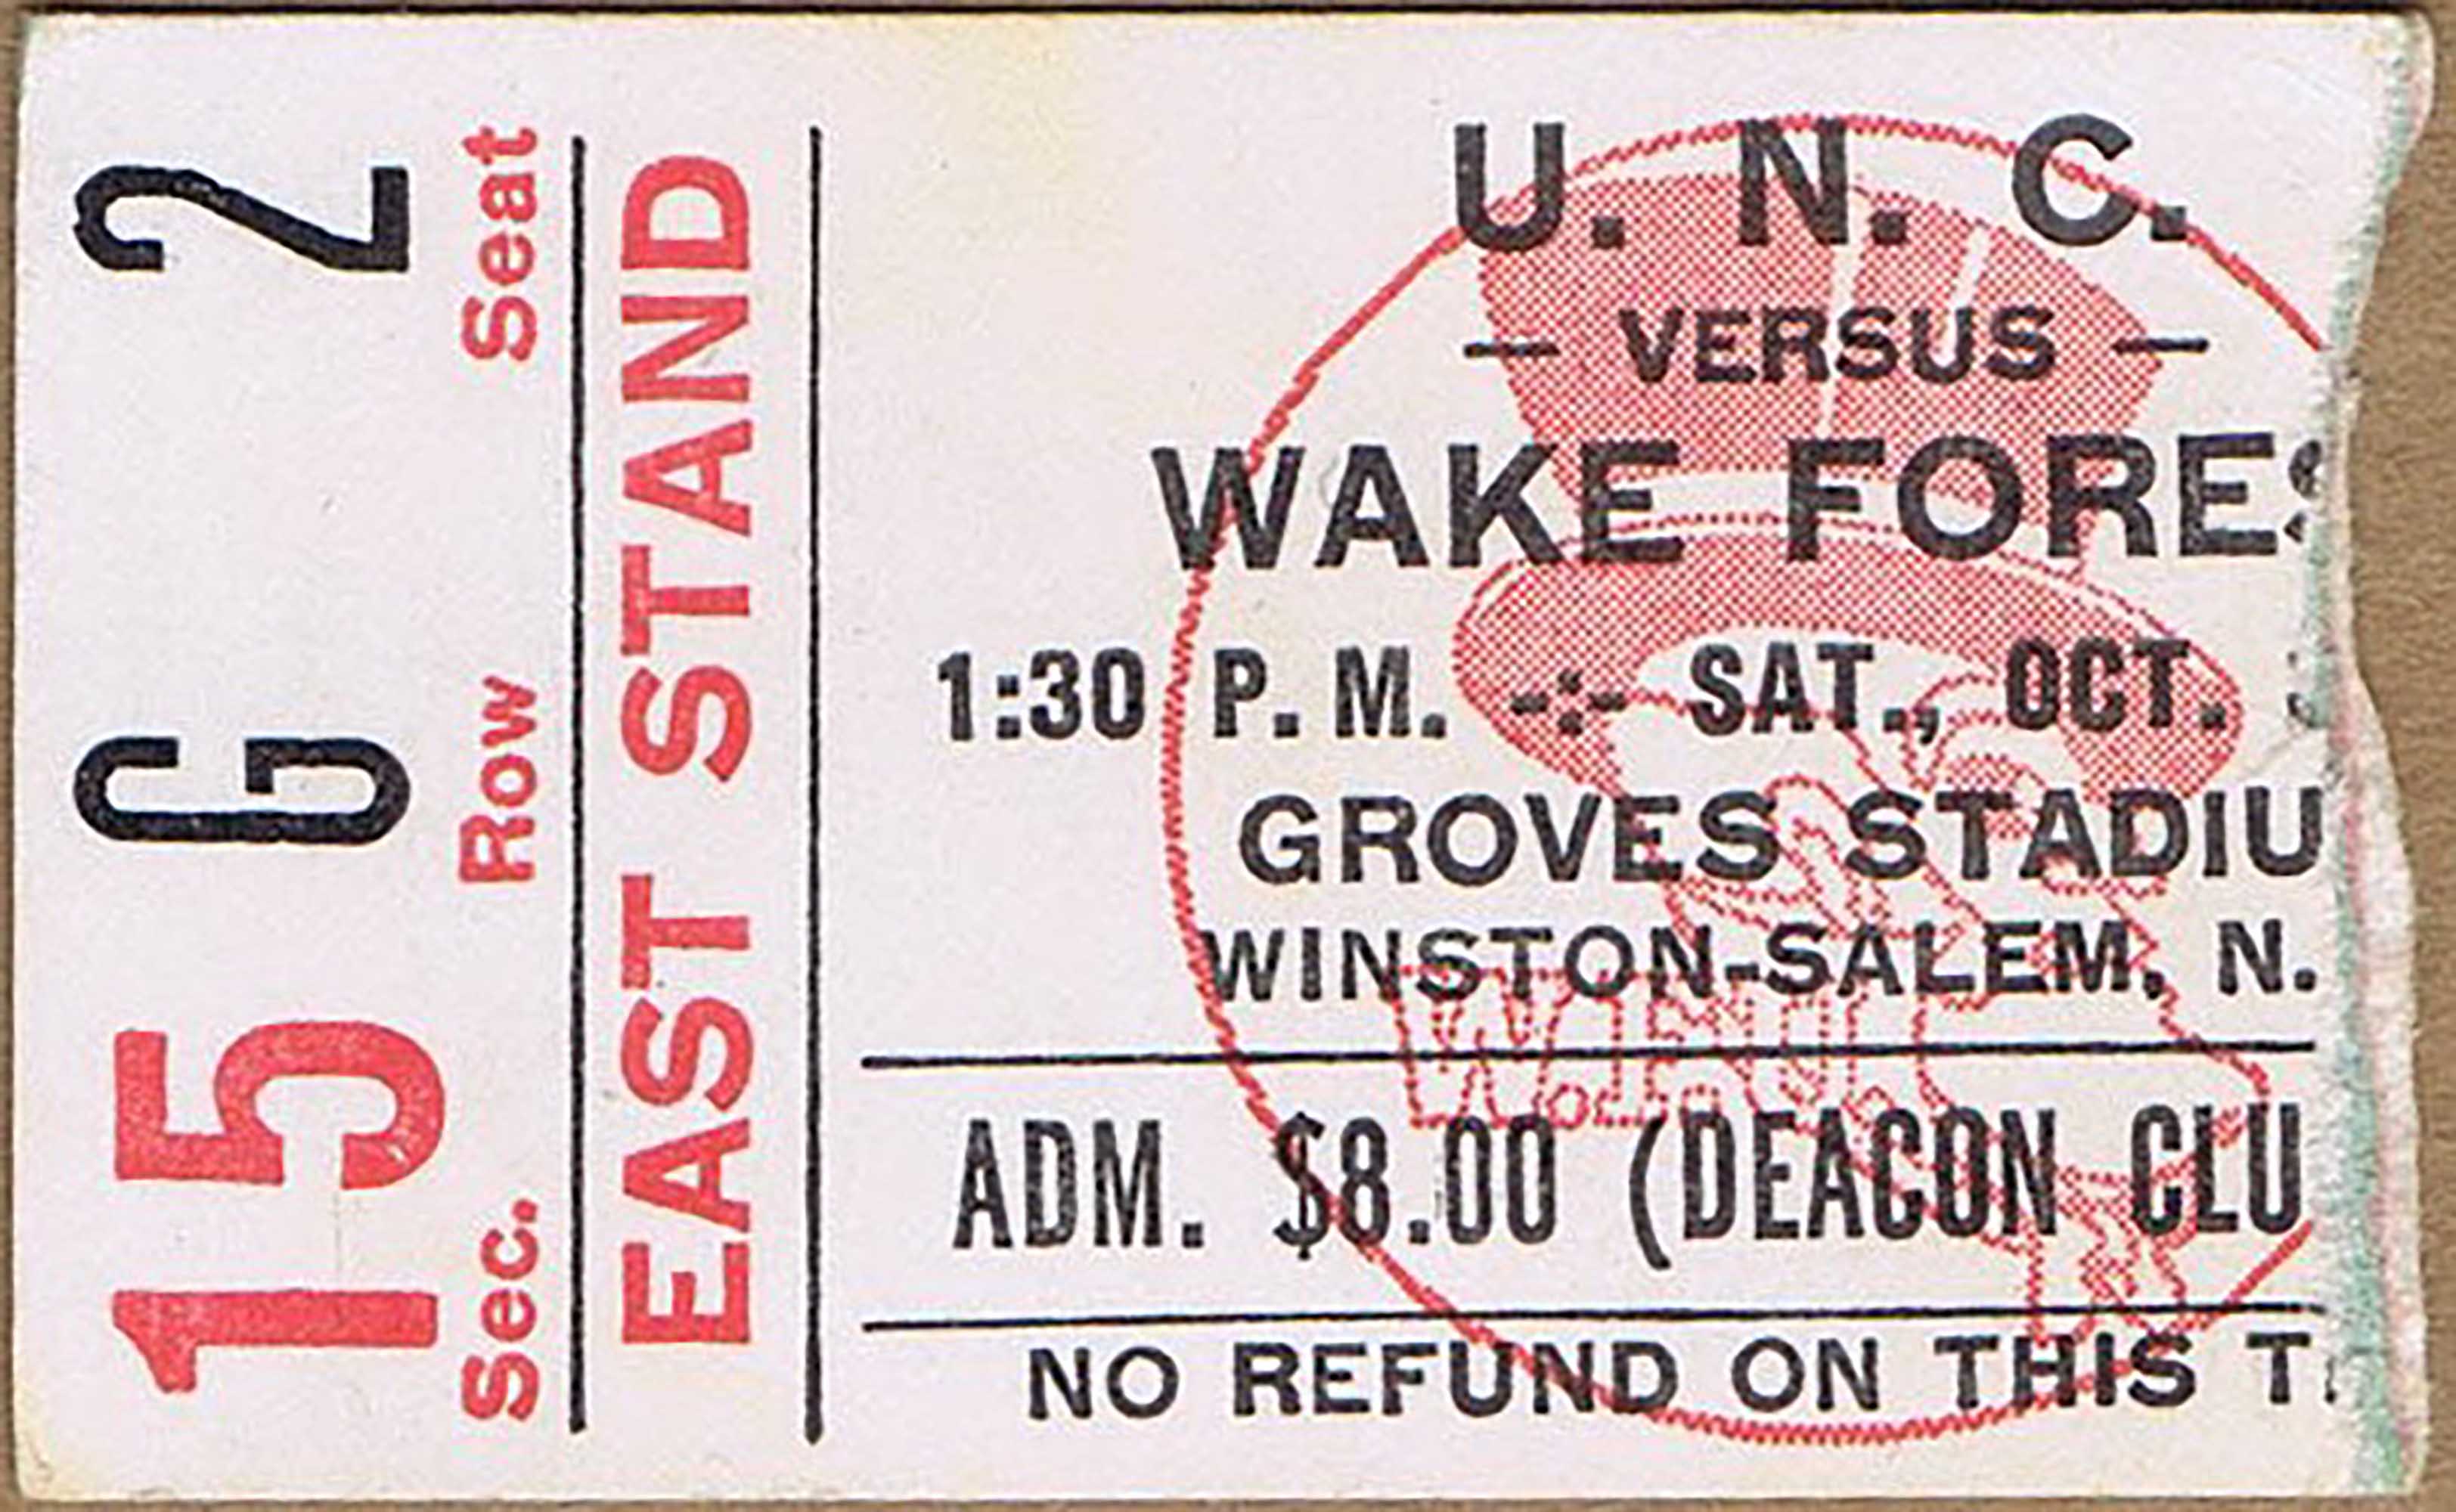 2 Seat
G Row
15 Sec.
EAST STAND
U. N. C.
— VERSUS —
WAKE FORES
1:30 P. M. SAT., OCT.
GROVES STADIU
WINSTON-SALEM, N.
ADM. $8.00 (DEACON CLU
NO REFUND ON THIS T